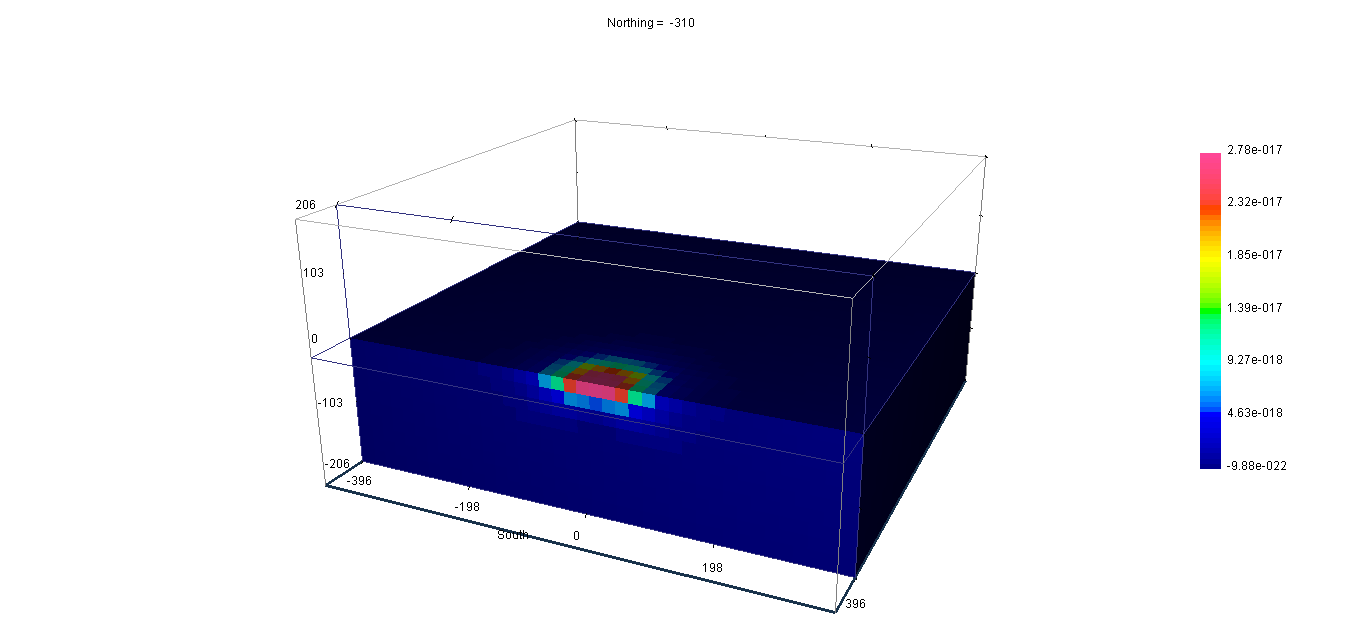 Northing = -310
2.78e-017
2.32e-017
1.85e-017
1.39e-017
9.27e-018
4.63e-018
-9.88e-022
206
103
0
-103
-206
-396
-198
South
0
198
396